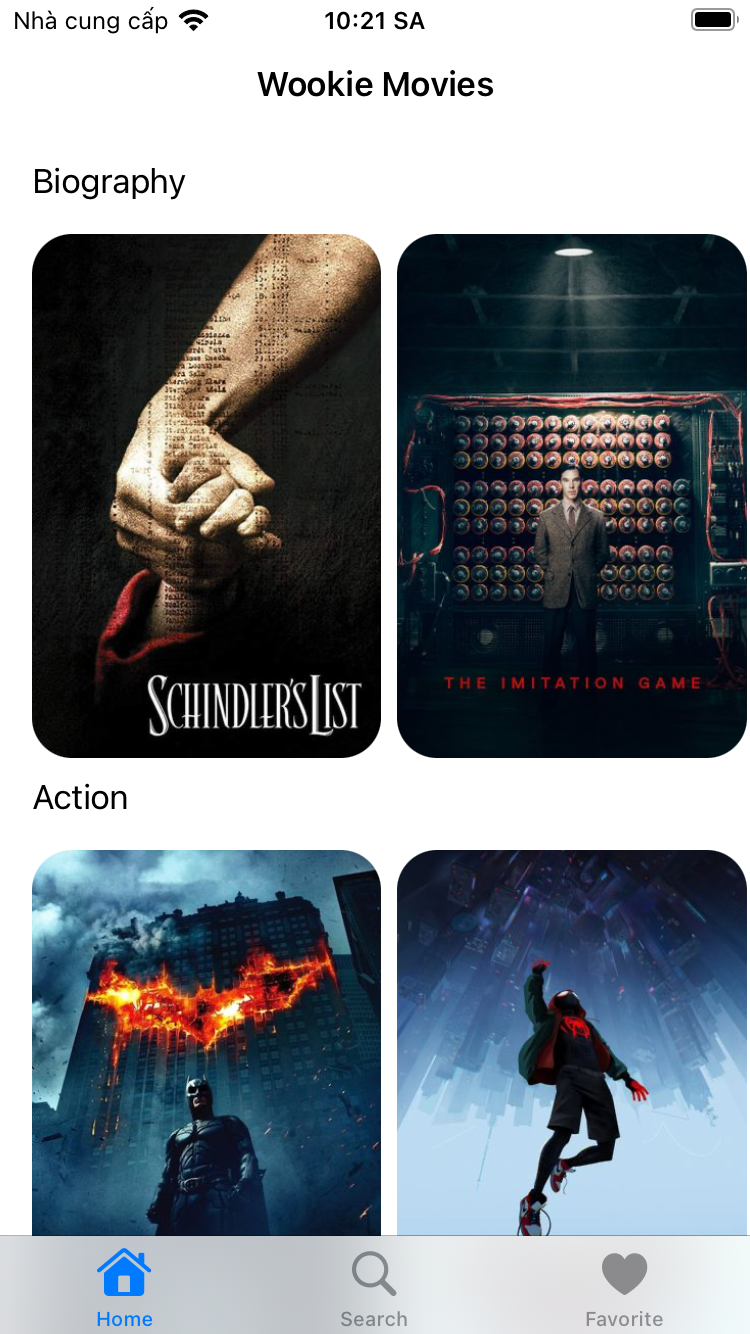 Nhà cung cấp
10:21 SA
Wookie Movies
Biography
SCHINDLER'S LIST
THE IMITATION GAME
Action
Home
Search
Favorite